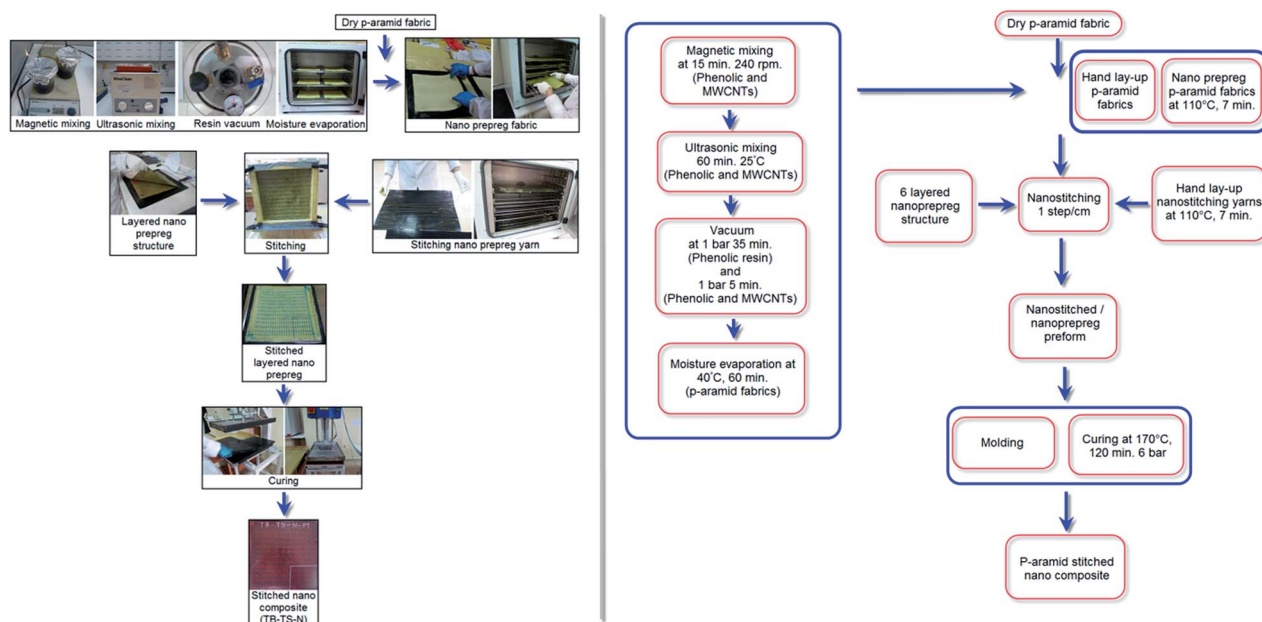 Dry p-aramid fabric
Magnetic mixing
Ultrasonic mixing
Resin vacuum
Moisture evaporation
Nano prepreg fabric
Layered nano
prepreg
structure
Stitching
Stitching nano prepreg yarn
Stitched
layered nano
prepreg
Curing
TB-TS-N-PI
Stitched nano
composite
(TB-TS-N)
Magnetic mixing
at 15 min. 240 rpm.
(Phenolic and
MWCNTs)
Ultrasonic mixing
60 min. 25°C
(Phenolic and MWCNTs)
Vacuum
at 1 bar 35 min.
(Phenolic resin)
and
1 bar 5 min.
(Phenolic and MWCNTs)
Moisture evaporation at
40°C, 60 min.
(p-aramid fabrics)
Dry p-aramid fabric
Hand lay-up
p-aramid
fabrics
Nano prepreg
p-aramid fabrics
at 110°C, 7 min.
6 layered
nanoprepreg
structure
Nanostitching
1 step/cm
Hand lay-up
nanostitching yarns
at 110°C, 7 min.
Nanostitched /
nanoprepreg
preform
Molding
Curing at 170°C,
120 min. 6 bar
P-aramid stitched
nano composite